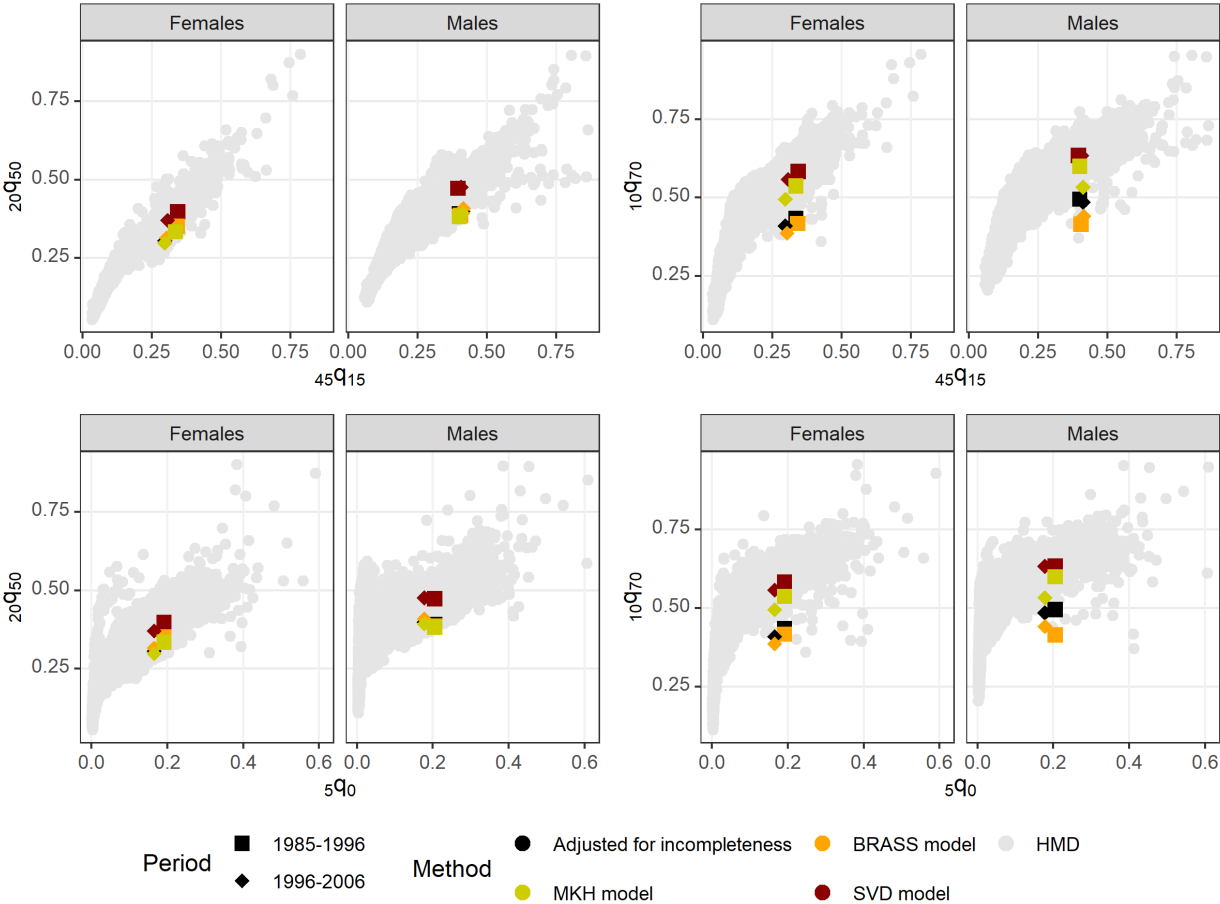 Females Males Females Males
0.75 0.75
20q50 10q70
0.50 0.50
0.25 0.25
0.00 0.25 0.50 0.75 0.00 0.25 0.50 0.75 0.00 0.25 0.50 0.75 0.00 0.25 0.50 0.75
45q15 45q15
Females Males Females Males
0.75 0.75
20q50 10q70
0.50 0.50
0.25 0.25
0.0 0.2 0.4 0.6 0.0 0.2 0.4 0.6 0.0 0.2 0.4 0.6 0.0 0.2 0.4 0.6
5q0 5q0
Period 1985-1996
1996-2006
Method Adjusted for incompleteness BRASS model HMD
MKH model SVD model